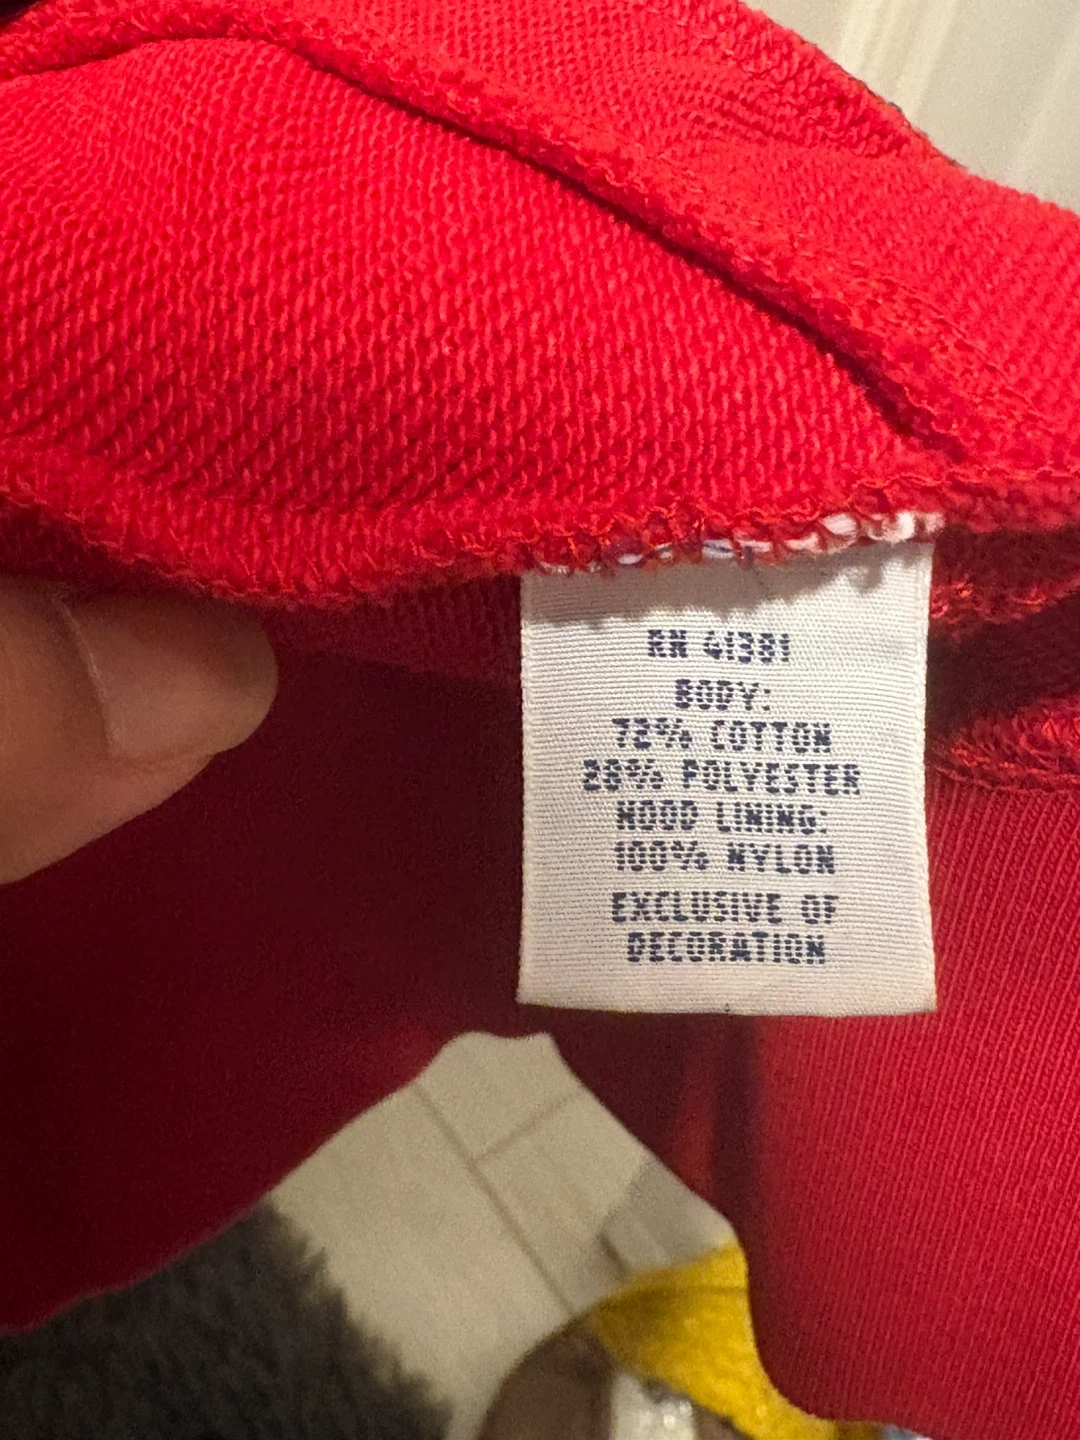 RN 41381
BODY:
72% COTTON
28% POLYESTER
HOOD LINING:
100% NYLON
EXCLUSIVE OF
DECORATION